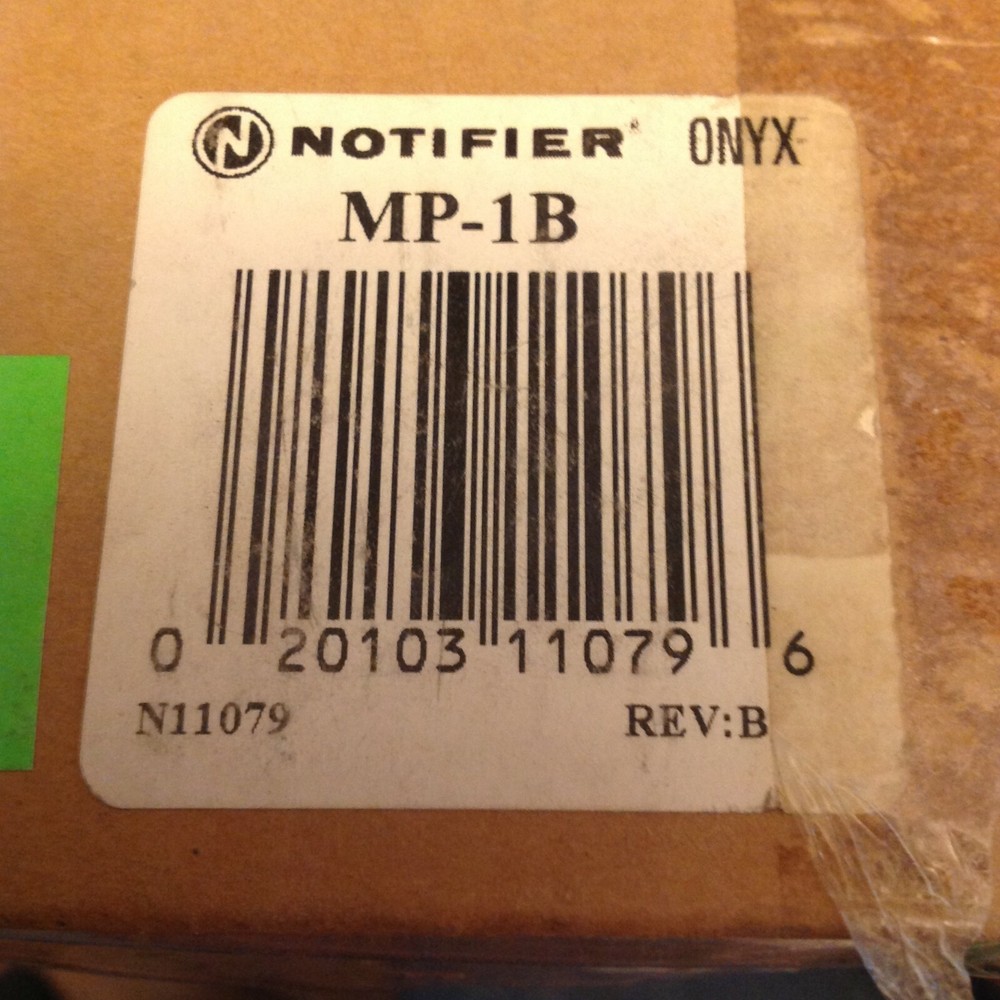 NOTIFIER® ONYX
MP-1B
0 20103 11079 6
N11079 REV:B